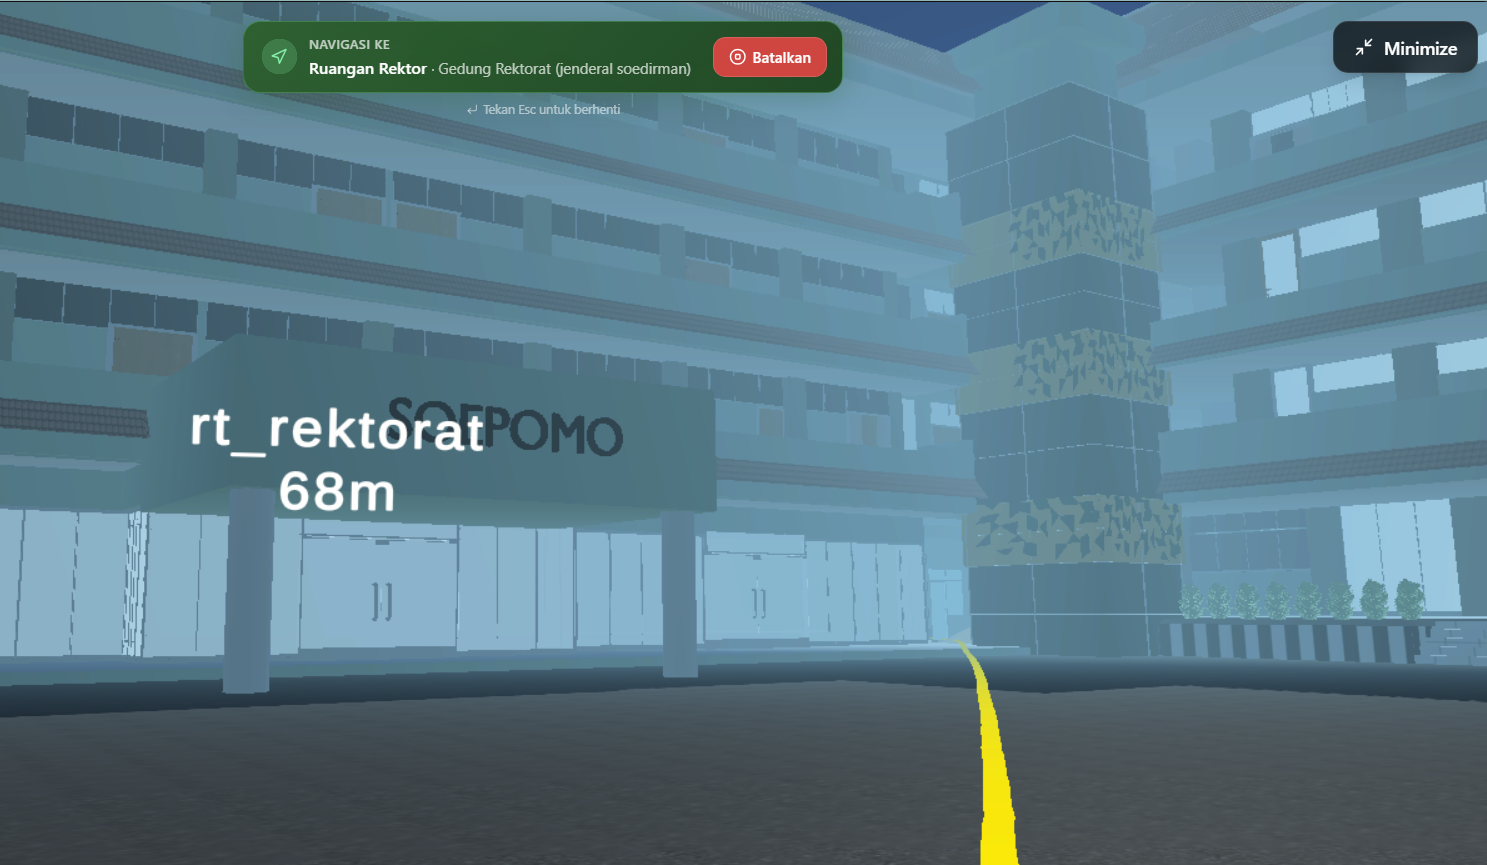 NAVIGASI KE
Ruangan Rektor · Gedung Rektorat (jenderal soedirman)
Batalkan
Minimize
↵ Tekan Esc untuk berhenti
SOEPOMO
rt_rektorat
68m